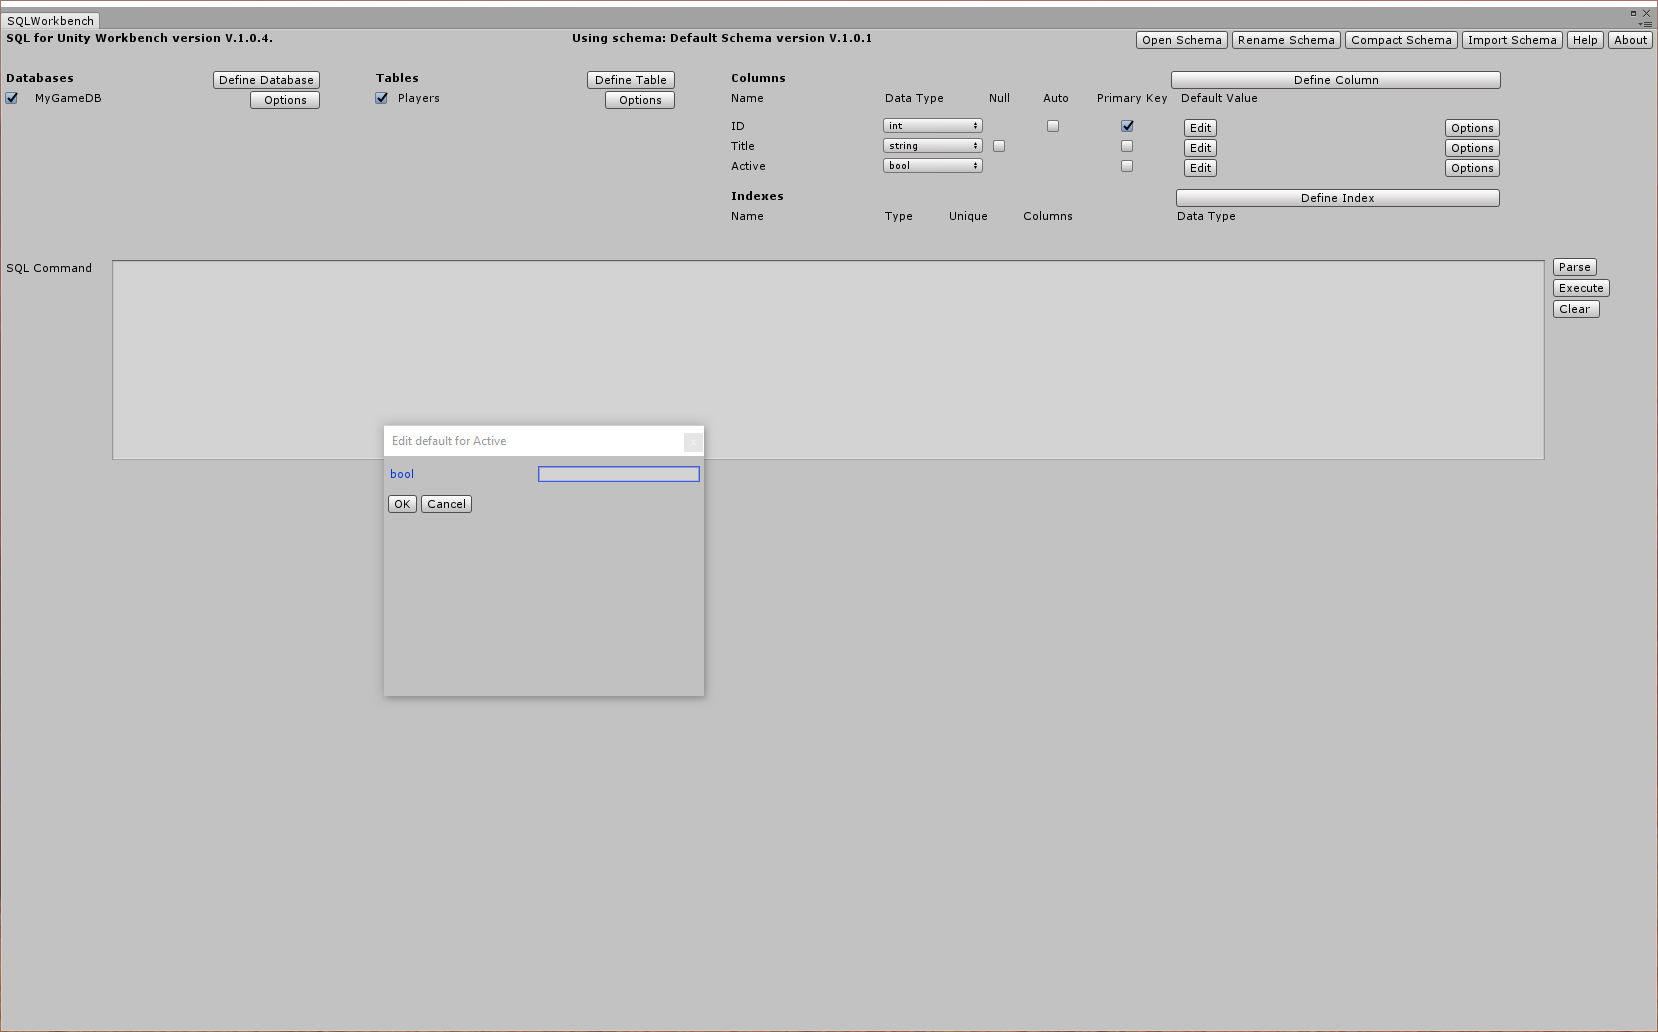 SQLWorkbench
SQL for Unity Workbench version V.1.0.4. Using schema: Default Schema version V.1.0.1 Open Schema Rename Schema Compact Schema Import Schema Help About
Databases Define Database Tables Define Table Columns Define Column
MyGameDB Options Players Options Name Data Type Null Auto Primary Key Default Value
ID int Edit Options
Title string Edit Options
Active bool Edit Options
Indexes Define Index
Name Type Unique Columns Data Type
SQL Command Parse
Execute
Clear
Edit default for Active x
bool
OK Cancel